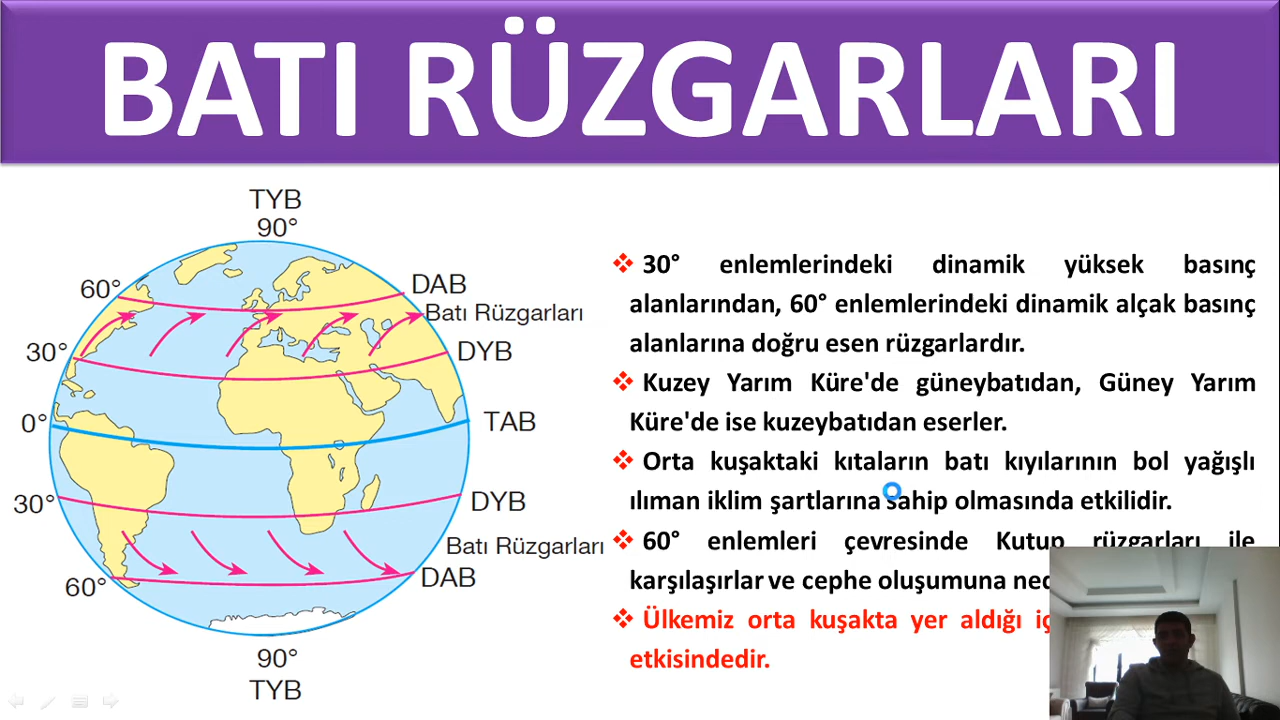 BATI RÜZGARLARI
TYB
90°
60°
DAB
Batı Rüzgarları
30°
DYB
0°
TAB
30°
DYB
Batı Rüzgarları
60°
DAB
90°
TYB
30° enlemlerindeki dinamik yüksek basınç
alanlarından, 60° enlemlerindeki dinamik alçak basınç
alanlarına doğru esen rüzgarlardır.
Kuzey Yarım Küre'de güneybatıdan, Güney Yarım
Küre'de ise kuzeybatıdan eserler.
Orta kuşaktaki kıtaların batı kıyılarının bol yağışlı
ılıman iklim şartlarına sahip olmasında etkilidir.
60° enlemleri çevresinde Kutup rüzgarları ile
karşılaşırlar ve cephe oluşumuna
Ülkemiz orta kuşakta yer aldığı
etkisindedir.